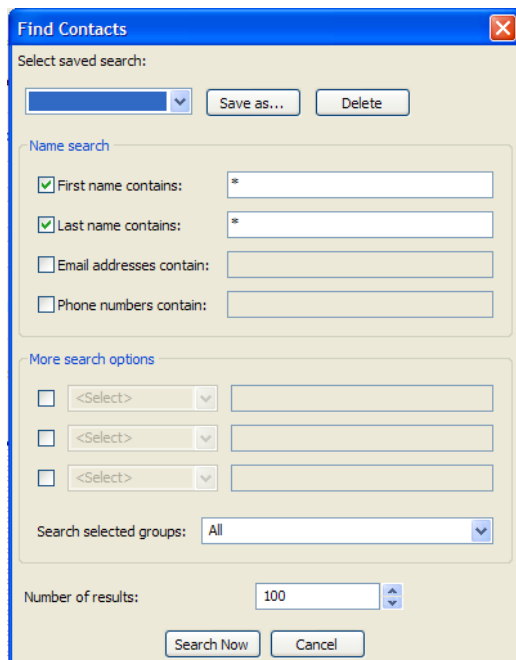 Find Contacts
Select saved search:
Save as... Delete
Name search
First name contains: *
Last name contains: *
Email addresses contain:
Phone numbers contain:
More search options
<Select>
<Select>
<Select>
Search selected groups: All
Number of results: 100
Search Now Cancel